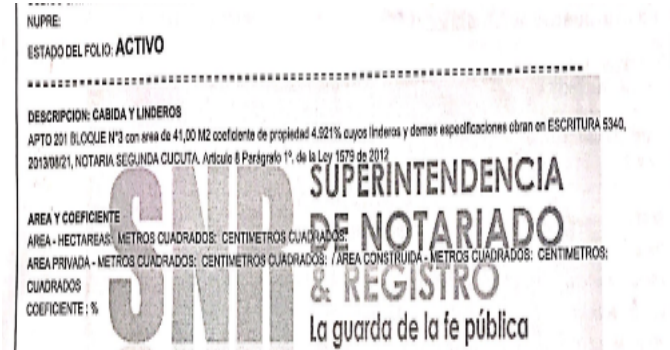 NUPRE:
ESTADO DEL FOLIO: ACTIVO
DESCRIPCION: CABIDA Y LINDEROS
APTO 201 BLOQUE N°3 con area de 41,00 M2 coeficiente de propiedad 4.921% cuyos linderos y demas especificaciones obran en ESCRITURA 5340,
2013/08/21, NOTARIA SEGUNDA CUCUTA. Articulo 8 Parágrafo 1º. de la Ley 1579 de 2012
SNR SUPERINTENDENCIA
DE NOTARIADO
& REGISTRO
La guarda de la fe pública
AREA Y COEFICIENTE
AREA - HECTAREAS: METROS CUADRADOS: CENTIMETROS CUADRADOS:
AREA PRIVADA - METROS CUADRADOS: CENTIMETROS CUADRADOS: / AREA CONSTRUIDA - METROS CUADRADOS: CENTIMETROS:
CUADRADOS
COEFICIENTE : %